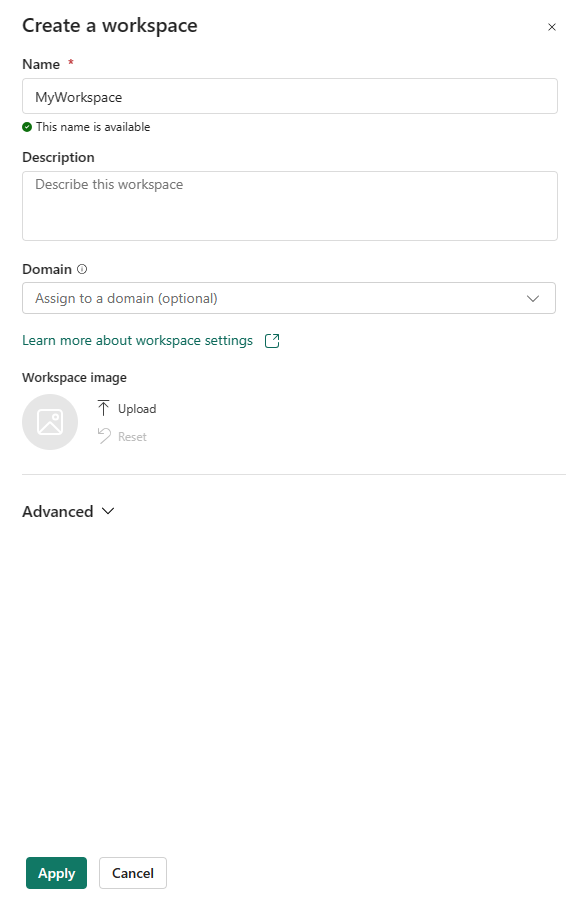 Create a workspace
Name *
MyWorkspace
This name is available
Description
Describe this workspace
Domain
Assign to a domain (optional)
Learn more about workspace settings
Workspace image
Upload
Reset
Advanced
Apply Cancel